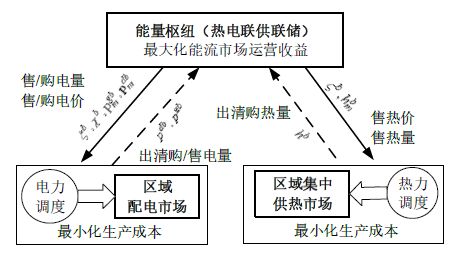 能量枢纽（热电联供联储）
最大化能流市场运营收益
售/购电量
售/购电价
出清购热量
售热价
售热量
出清购/售电量
h^b
电力
调度
区域
配电市场
区域集中
供热市场
热力
调度
最小化生产成本
最小化生产成本